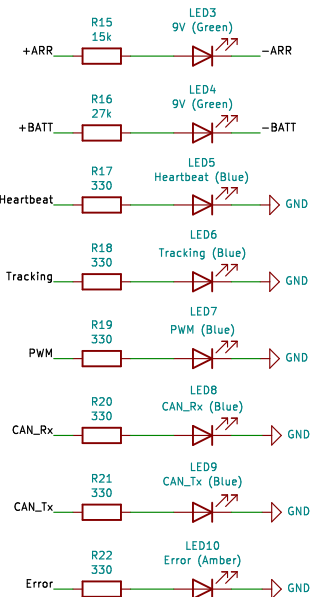 R15
15k
LED3
9V (Green)
+ARR
-ARR
R16
27k
LED4
9V (Green)
+BATT
-BATT
R17
330
LED5
Heartbeat (Blue)
Heartbeat
GND
R18
330
LED6
Tracking (Blue)
Tracking
GND
R19
330
LED7
PWM (Blue)
PWM
GND
R20
330
LED8
CAN_Rx (Blue)
CAN_Rx
GND
R21
330
LED9
CAN_Tx (Blue)
CAN_Tx
GND
R22
330
LED10
Error (Amber)
Error
GND